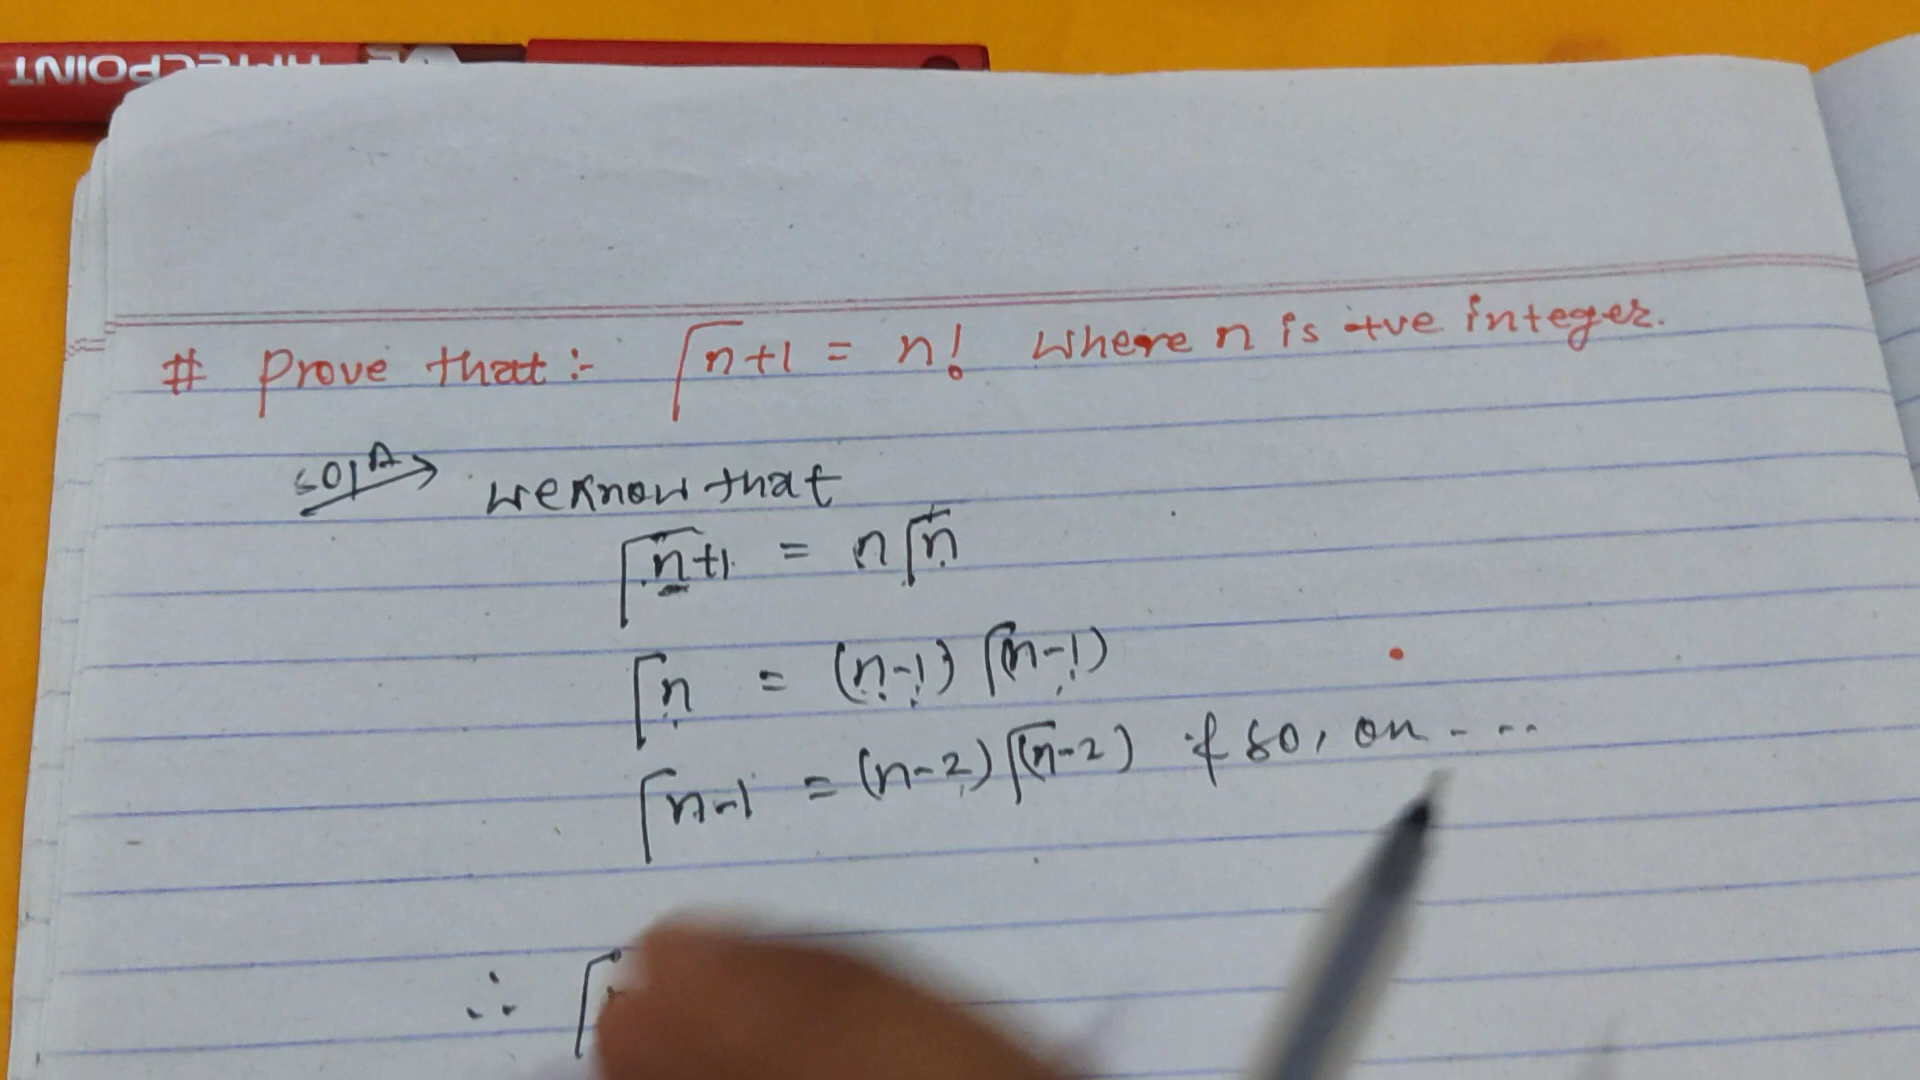 # Prove that :- Γn+1 = n! where n is +ve integer.
Solⁿ → we know that
Γn+1 = nΓn
Γn = (n-1) Γ(n-1)
Γn-1 = (n-2) Γ(n-2) & so, on - - - -
∴ Γ